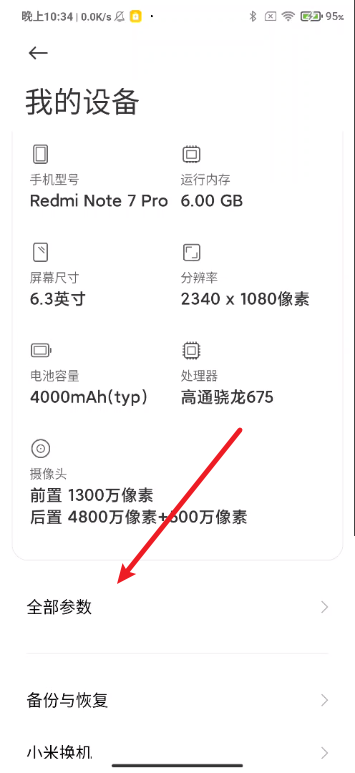 晚上10:34 | 0.0K/s
95%
我的设备
手机型号
Redmi Note 7 Pro
运行内存
6.00 GB
屏幕尺寸
6.3英寸
分辨率
2340 x 1080像素
电池容量
4000mAh(typ)
处理器
高通骁龙675
摄像头
前置 1300万像素
后置 4800万像素+500万像素
全部参数
备份与恢复
小米换机